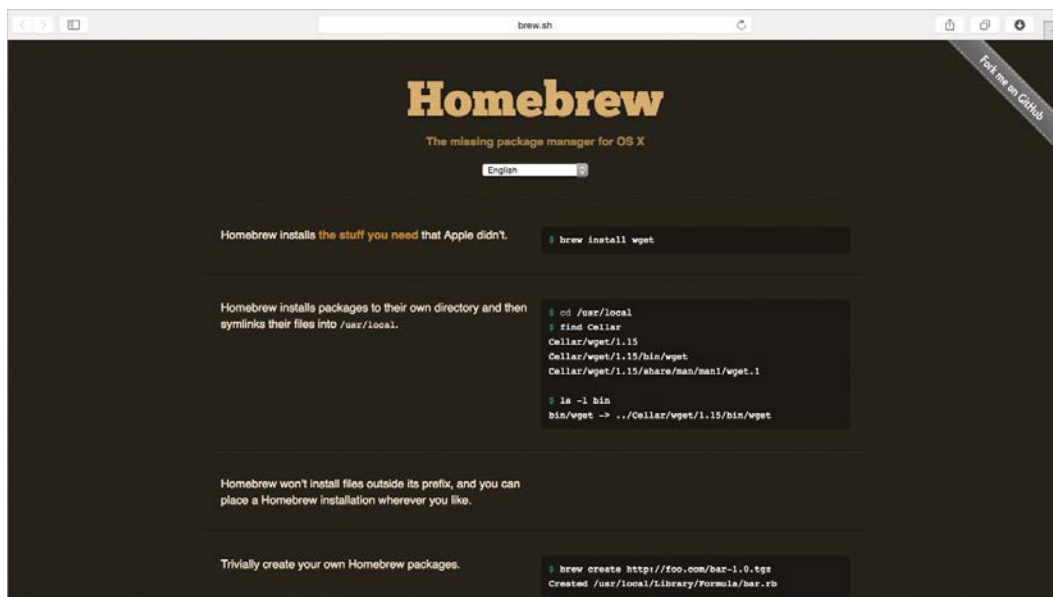 brew.sh
Fork me on GitHub
Homebrew
The missing package manager for OS X
English
Homebrew installs the stuff you need that Apple didn't.
$ brew install wget
Homebrew installs packages to their own directory and then
symlinks their files into /usr/local.
$ cd /usr/local
$ find Cellar
Cellar/wget/1.15
Cellar/wget/1.15/bin/wget
Cellar/wget/1.15/share/man/man1/wget.1
$ ls -l bin
bin/wget -> ../Cellar/wget/1.15/bin/wget
Homebrew won't install files outside its prefix, and you can
place a Homebrew installation wherever you like.
Trivially create your own Homebrew packages.
$ brew create http://foo.com/bar-1.0.tgz
Created /usr/local/Library/Formula/bar.rb